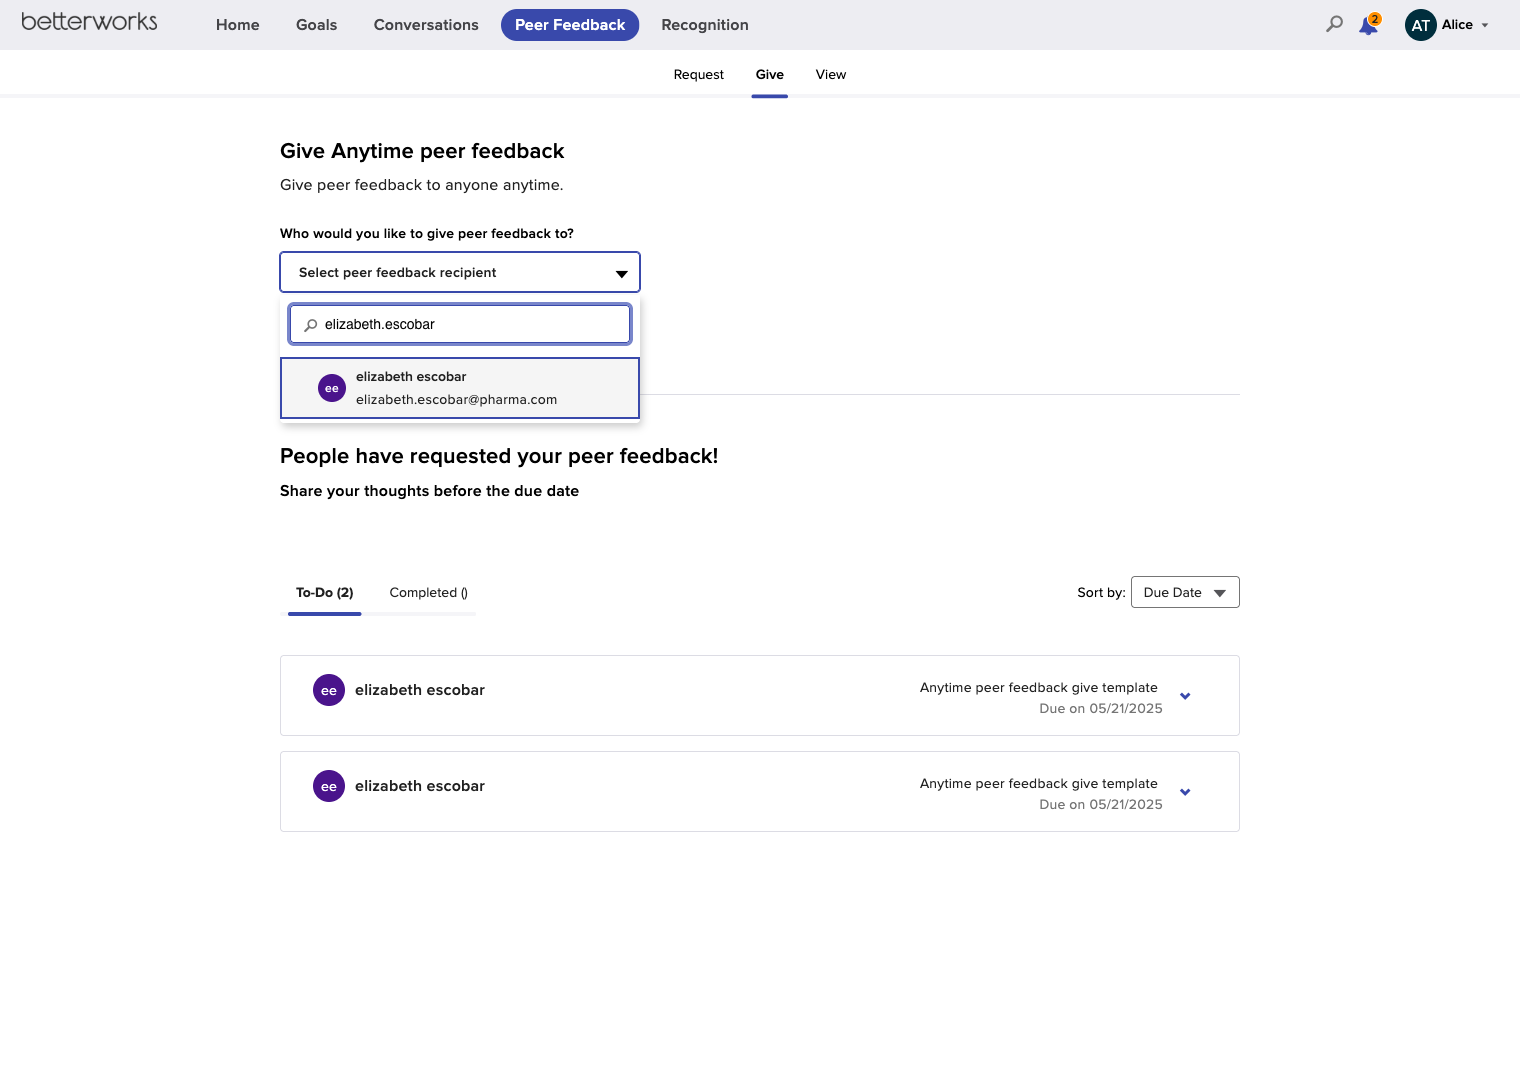 betterworks
Home Goals Conversations Peer Feedback Recognition
2
AT Alice
Request Give View
Give Anytime peer feedback
Give peer feedback to anyone anytime.
Who would you like to give peer feedback to?
Select peer feedback recipient
elizabeth.escobar
ee
elizabeth escobar
elizabeth.escobar@pharma.com
People have requested your peer feedback!
Share your thoughts before the due date
To-Do (2) Completed () Sort by: Due Date
ee elizabeth escobar Anytime peer feedback give template
Due on 05/21/2025
ee elizabeth escobar Anytime peer feedback give template
Due on 05/21/2025